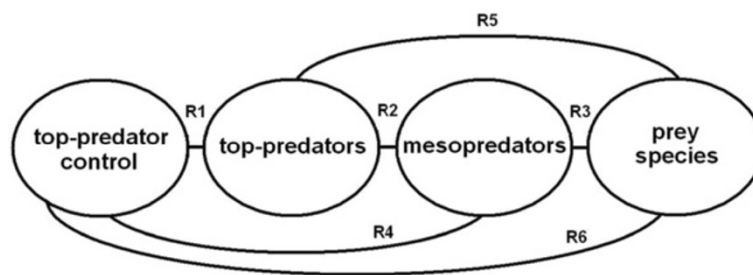 R5
R1
R2
R3
top-predator
control
top-predators
mesopredators
prey
species
R4
R6